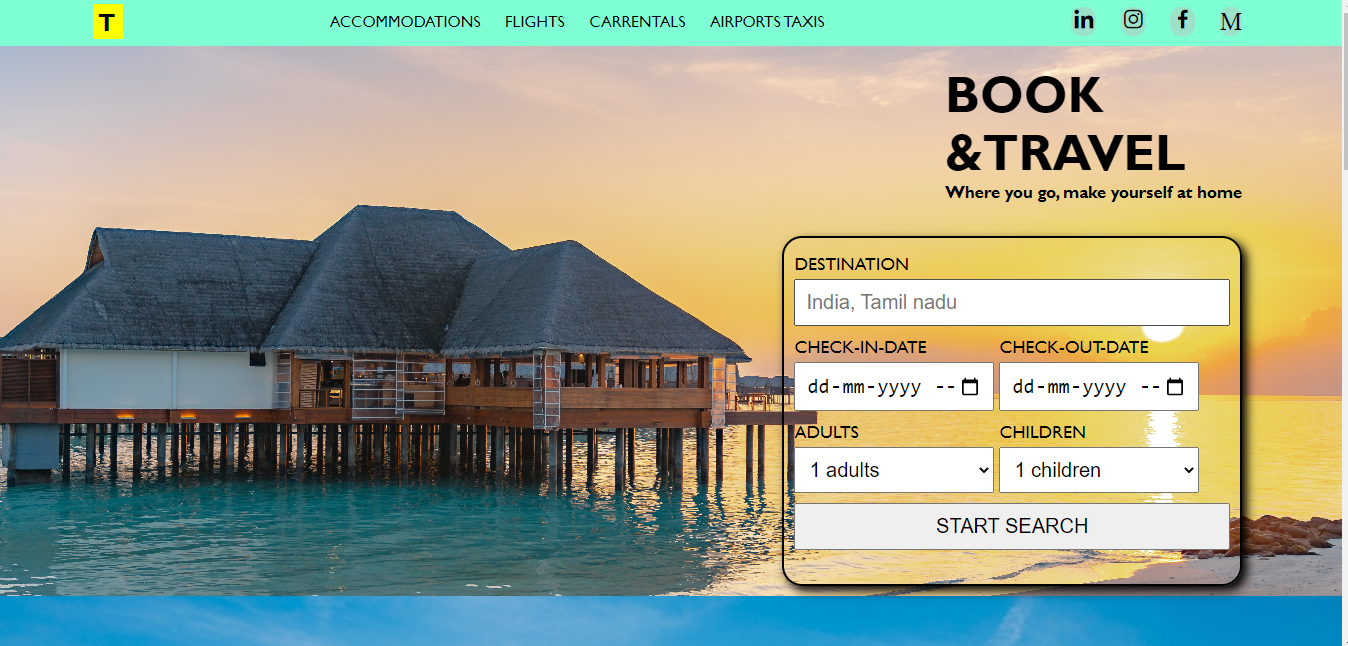 T
ACCOMMODATIONS FLIGHTS CARRENTALS AIRPORTS TAXIS
in f M
BOOK
&TRAVEL
Where you go, make yourself at home
DESTINATION
India, Tamil nadu
CHECK-IN-DATE CHECK-OUT-DATE
dd-mm-yyyy -- dd-mm-yyyy --
ADULTS CHILDREN
1 adults 1 children
START SEARCH